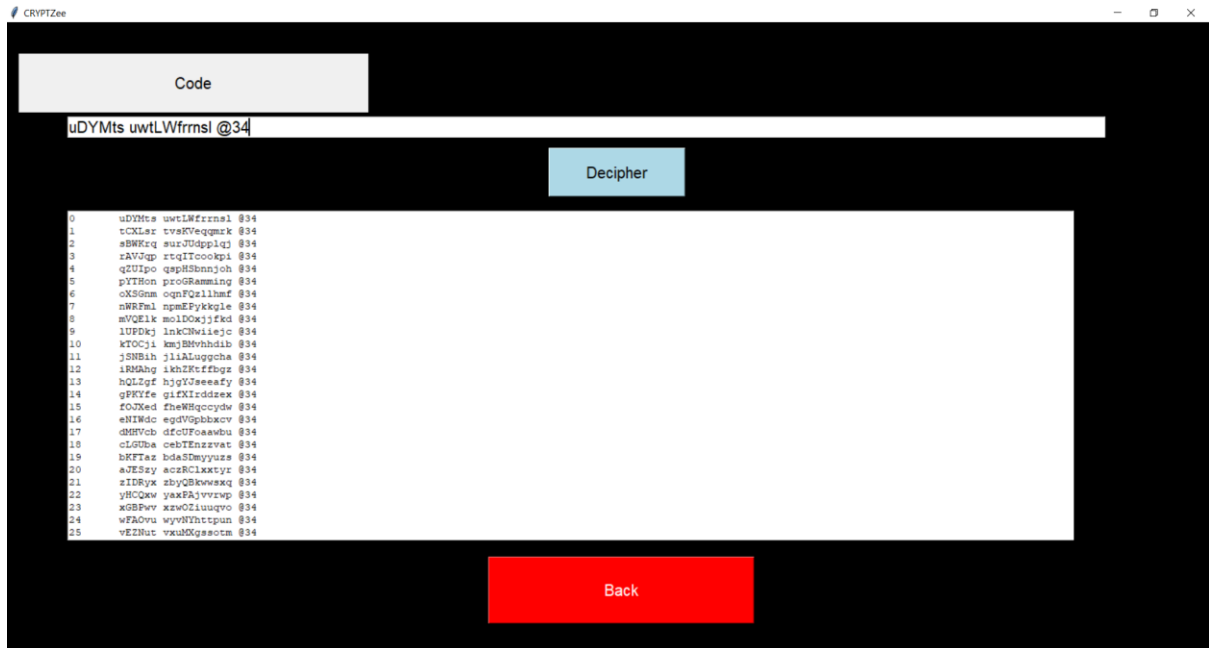 CRYPTZee
Code
uDYMts uwtLWfrrnsl @34
Decipher
0 uDYMts uwtLWfrrnsl @34
1 tCXLsr tvsKVeqqmrk @34
2 sBWKrq surJUdpplqj @34
3 rAVJqp rtqITcookpi @34
4 qZUIpo qspHSbnnjoh @34
5 pYTHon proGRamming @34
6 oXSGnm oqnFQzllhmf @34
7 nWRFml npmEPykkgle @34
8 mVQElk molDOxjjfkd @34
9 lUPDkj lnkCNwiiejc @34
10 kTOCji kmjBMvhhdib @34
11 jSNBih jliALuggcha @34
12 iRMAhg ikhZKtffbgz @34
13 hQLZgf hjgYJseeafy @34
14 gPKYfe gifXIrddzex @34
15 fOJXed fheWHqccydw @34
16 eNIWdc egdVGpbbxcv @34
17 dMHVcb dfcUFoaawbu @34
18 cLGUba cebTEnzzvat @34
19 bKFTaz bdaSDmyyuzs @34
20 aJESzy aczRClxxtyr @34
21 zIDRyx zbyQBkwwsxq @34
22 yHCQxw yaxPAjvvrwp @34
23 xGBPwv xzwOZiuuqvo @34
24 wFAOvu wyvNYhttpun @34
25 vEZNut vxuMXgssotm @34
Back